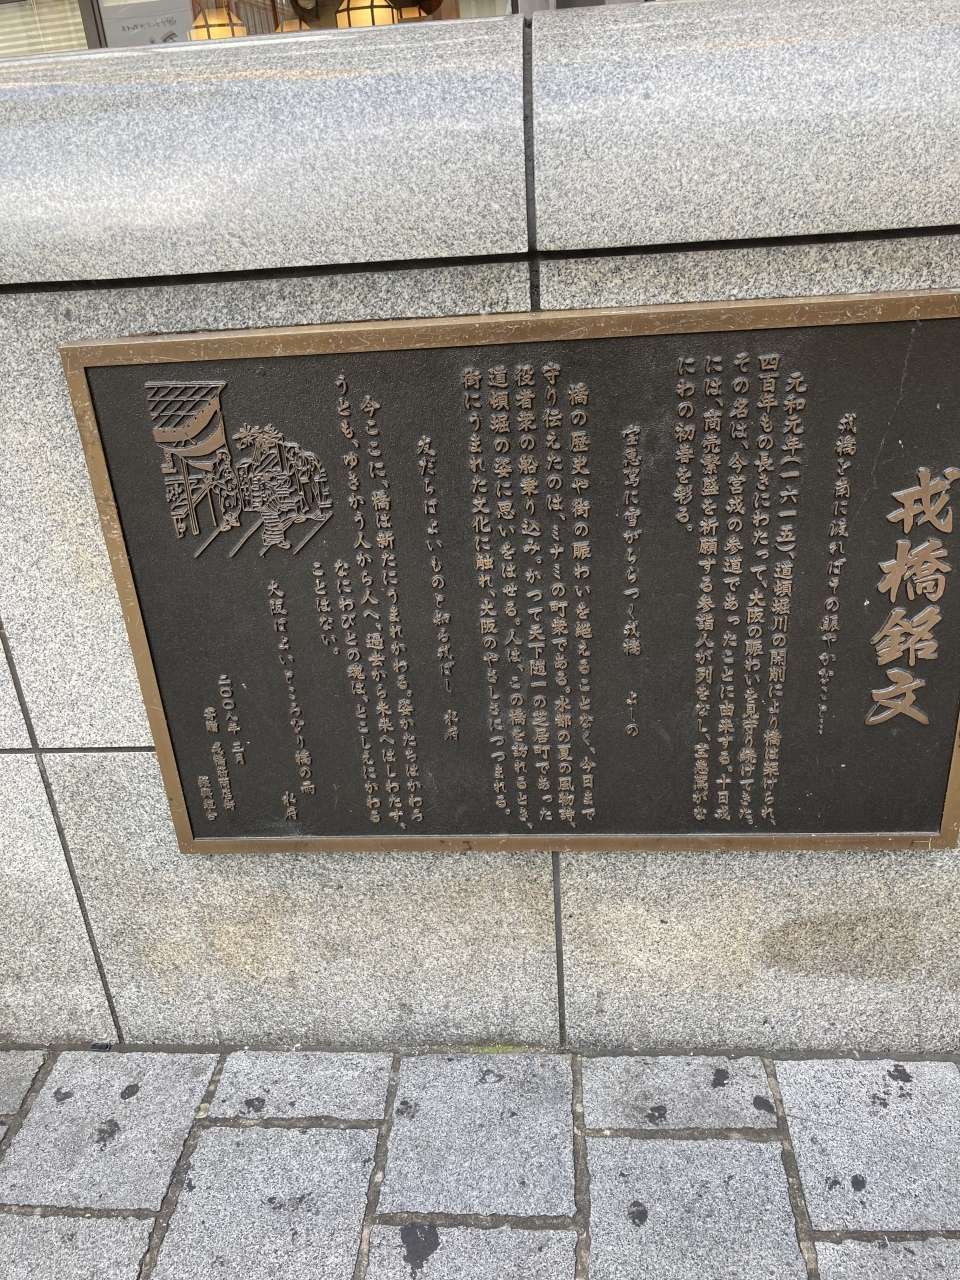 戎橋銘文
戎橋を南に渡れば
元和元年(一六一五)、道頓堀川の開削により橋は架けられ、
四百年もの長きにわたって、大阪の賑わいを見守り続けてきた。
その名は、今宮戎の参道であったことに由来する。十日戎
には、商売繁盛を祈願する参詣人が列をなし、宝恵駕がな
にわの初春を彩る。
宝恵駕に雪がちらつく戎橋
橋の歴史や街の賑わいを絶えることなく、今日まで
守り伝えたのは、ミナミの町衆である。水都の夏の風物詩、
役者衆の船乗り込み。かつて天下随一の芝居町であった
道頓堀の姿に思いをはせる。人は、この橋を訪れるとき、
街にうまれた文化に触れ、大阪のやさしさにつつまれる。
友だちはよいものと知る戎ばし 水府
今ここに、橋は新たにうまれかわる。姿かたちはかわろ
うとも、ゆきかう人から人へ、過去から未来へはしわたす、
なにわびとの魂は、とこしえにかわる
ことはない。
大阪はよいところなり橋の雨
水府
二〇〇八年 二月